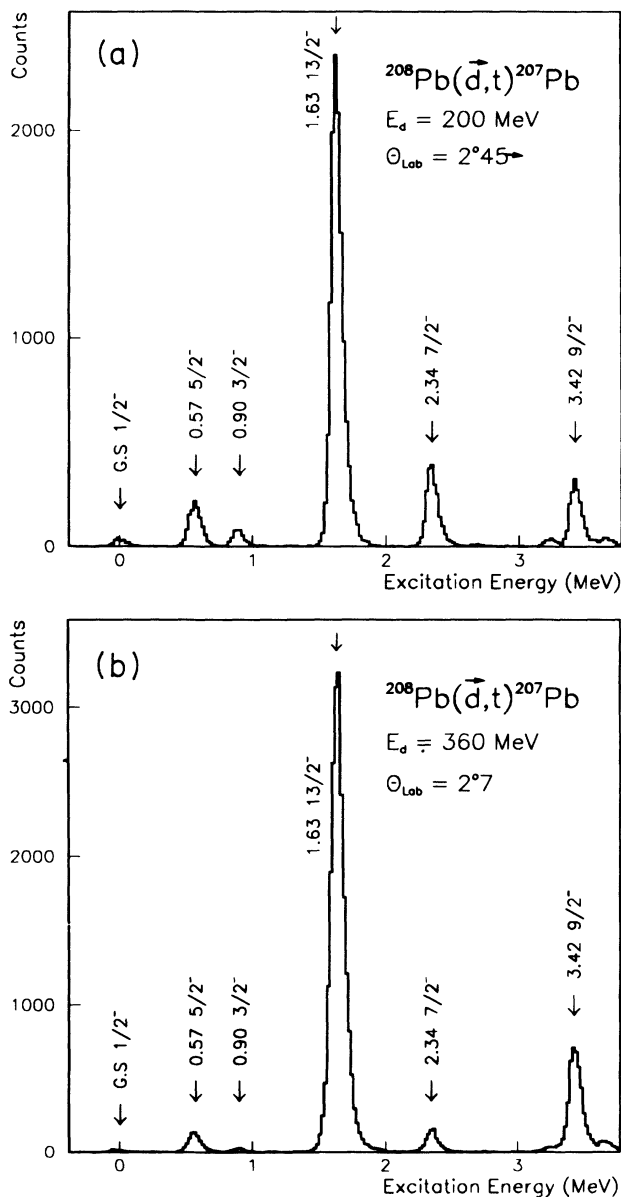 Counts
(a)
²⁰⁸Pb(d⃗,t)²⁰⁷Pb
E_d = 200 MeV
Θ_Lab = 2°45
G.S 1/2⁻
0.57 5/2⁻
0.90 3/2⁻
1.63 13/2⁻
2.34 7/2⁻
3.42 9/2⁻
2000
1000
0
0 1 2 3
Excitation Energy (MeV)
Counts
(b)
²⁰⁸Pb(d⃗,t)²⁰⁷Pb
E_d = 360 MeV
Θ_Lab = 2°7
G.S 1/2⁻
0.57 5/2⁻
0.90 3/2⁻
1.63 13/2⁻
2.34 7/2⁻
3.42 9/2⁻
3000
2000
1000
0
0 1 2 3
Excitation Energy (MeV)